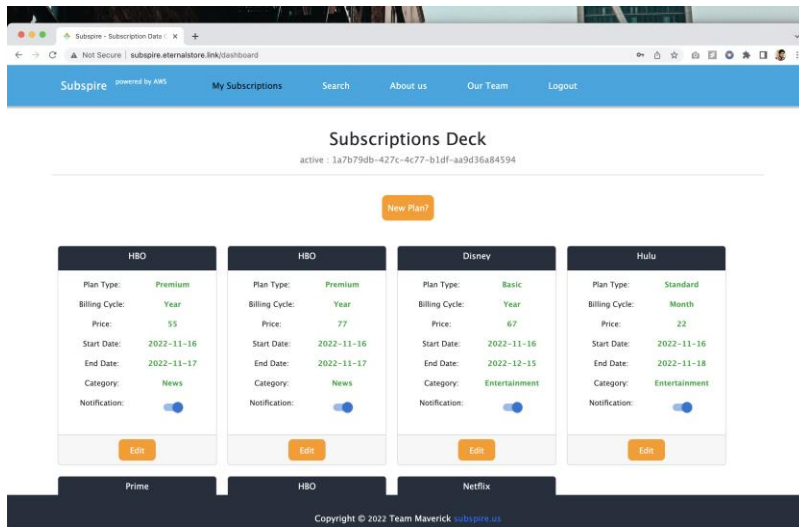 Subspire - Subscription Data C
Not Secure subspire.eternalstore.link/dashboard
Subspire powered by AWS My Subscriptions Search About us Our Team Logout
Subscriptions Deck
active : 1a7b79db-427c-4c77-b1df-aa9d36a84594
New Plan?
HBO HBO Disney Hulu
Plan Type: Premium Plan Type: Premium Plan Type: Basic Plan Type: Standard
Billing Cycle: Year Billing Cycle: Year Billing Cycle: Year Billing Cycle: Month
Price: 55 Price: 77 Price: 67 Price: 22
Start Date: 2022-11-16 Start Date: 2022-11-16 Start Date: 2022-11-16 Start Date: 2022-11-16
End Date: 2022-11-17 End Date: 2022-11-17 End Date: 2022-12-15 End Date: 2022-11-18
Category: News Category: News Category: Entertainment Category: Entertainment
Notification: Notification: Notification: Notification:
Edit Edit Edit Edit
Prime HBO Netflix
Copyright © 2022 Team Maverick subspire.us